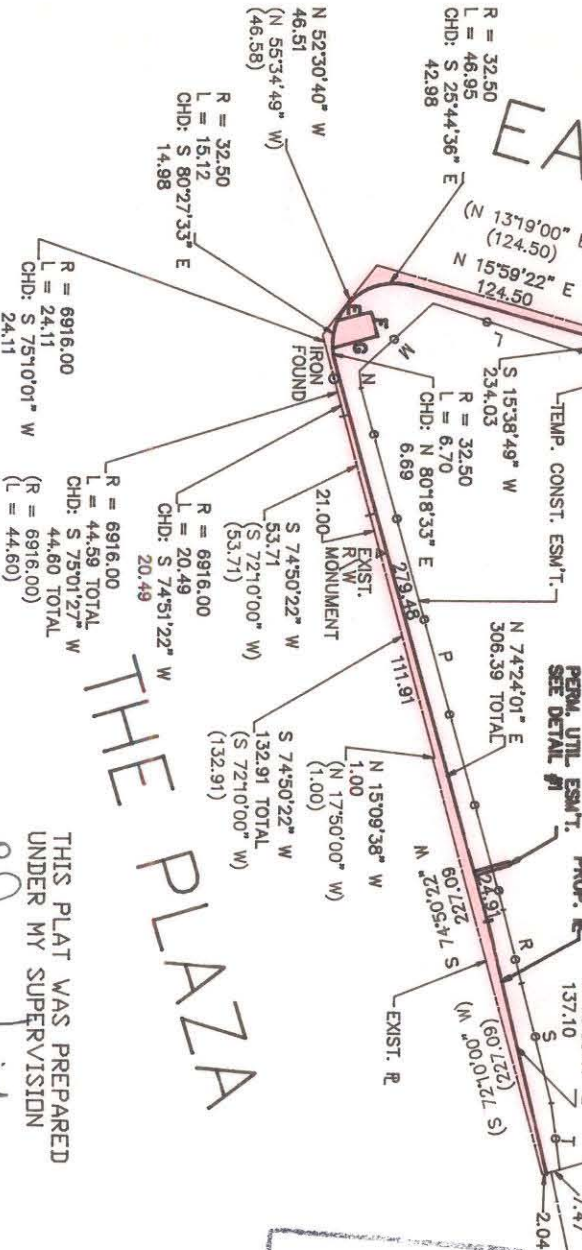 EA
R = 32.50
L = 46.95
CHD: S 25°44'36" E
42.98
(N 13°19'00" E
(124.50)
N 15°59'22" E
124.50
N 52°30'40" W
46.51
(N 55°34'49" W)
(46.58)
R = 32.50
L = 15.12
CHD: S 80°27'33" E
14.98
R = 6916.00
L = 24.11
CHD: S 75°10'01" W
24.11
S 15°38'49" W
234.03
TEMP. CONST. ESM'T.
R = 32.50
L = 6.70
CHD: N 80°18'33" E
6.69
E
F
G
L
M
N
P
R
S
T
IRON
FOUND
EXIST.
R/W
MONUMENT
21.00
279.48
111.91
S 74°50'22" W
53.71
(S 72°10'00" W)
(53.71)
R = 6916.00
L = 20.49
CHD: S 74°51'22" W
20.49
R = 6916.00
L = 44.59 TOTAL
CHD: S 75°01'27" W
44.60 TOTAL
(R = 6916.00)
(L = 44.60)
N 74°24'01" E
306.39 TOTAL
PERM. UTIL. ESM'T.
SEE DETAIL #1
PROP.
137.10
24.91
N 15°09'38" W
1.00
(N 17°50'00" W)
(1.00)
S 74°50'22" W
132.91 TOTAL
(S 72°10'00" W)
(132.91)
S 74°50'22" W
227.09
(S 72°10'00" W)
(227.09)
EXIST. PL
7.47
2.04
THE PLAZA
THIS PLAT WAS PREPARED
UNDER MY SUPERVISION